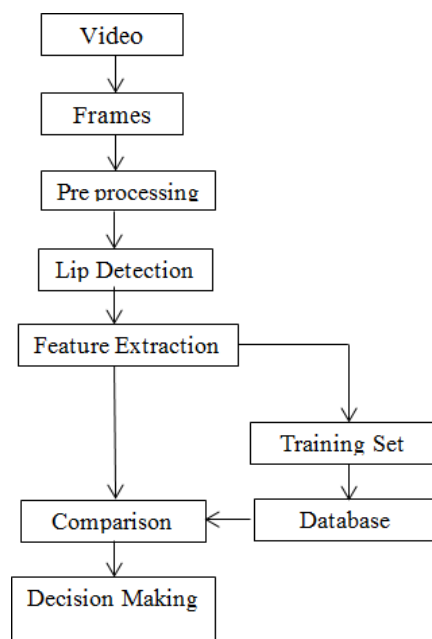 Video
Frames
Pre processing
Lip Detection
Feature Extraction
Training Set
Database
Comparison
Decision Making